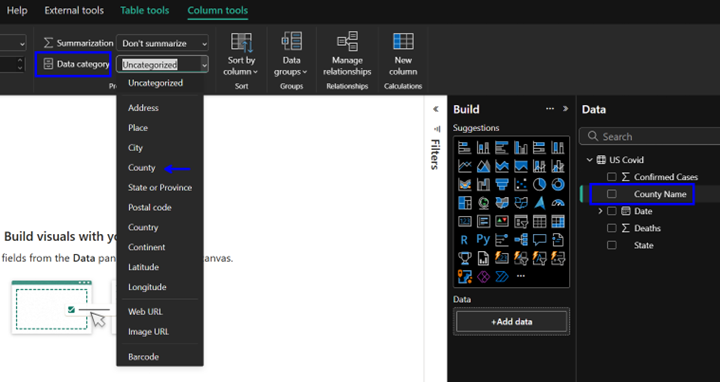 Help
External tools
Table tools
Column tools
Summarization
Don't summarize
Data category
Uncategorized
Sort by
column
Data
groups
Manage
relationships
New
column
Sort
Groups
Relationships
Calculations
Uncategorized
Address
Place
City
County
State or Province
Postal code
Country
Continent
Latitude
Longitude
Web URL
Image URL
Barcode
Build visuals with y
fields from the Data pan
nvas.
Filters
Build
Suggestions
R
Py
Data
+Add data
Data
Search
US Covid
Confirmed Cases
County Name
Date
Deaths
State